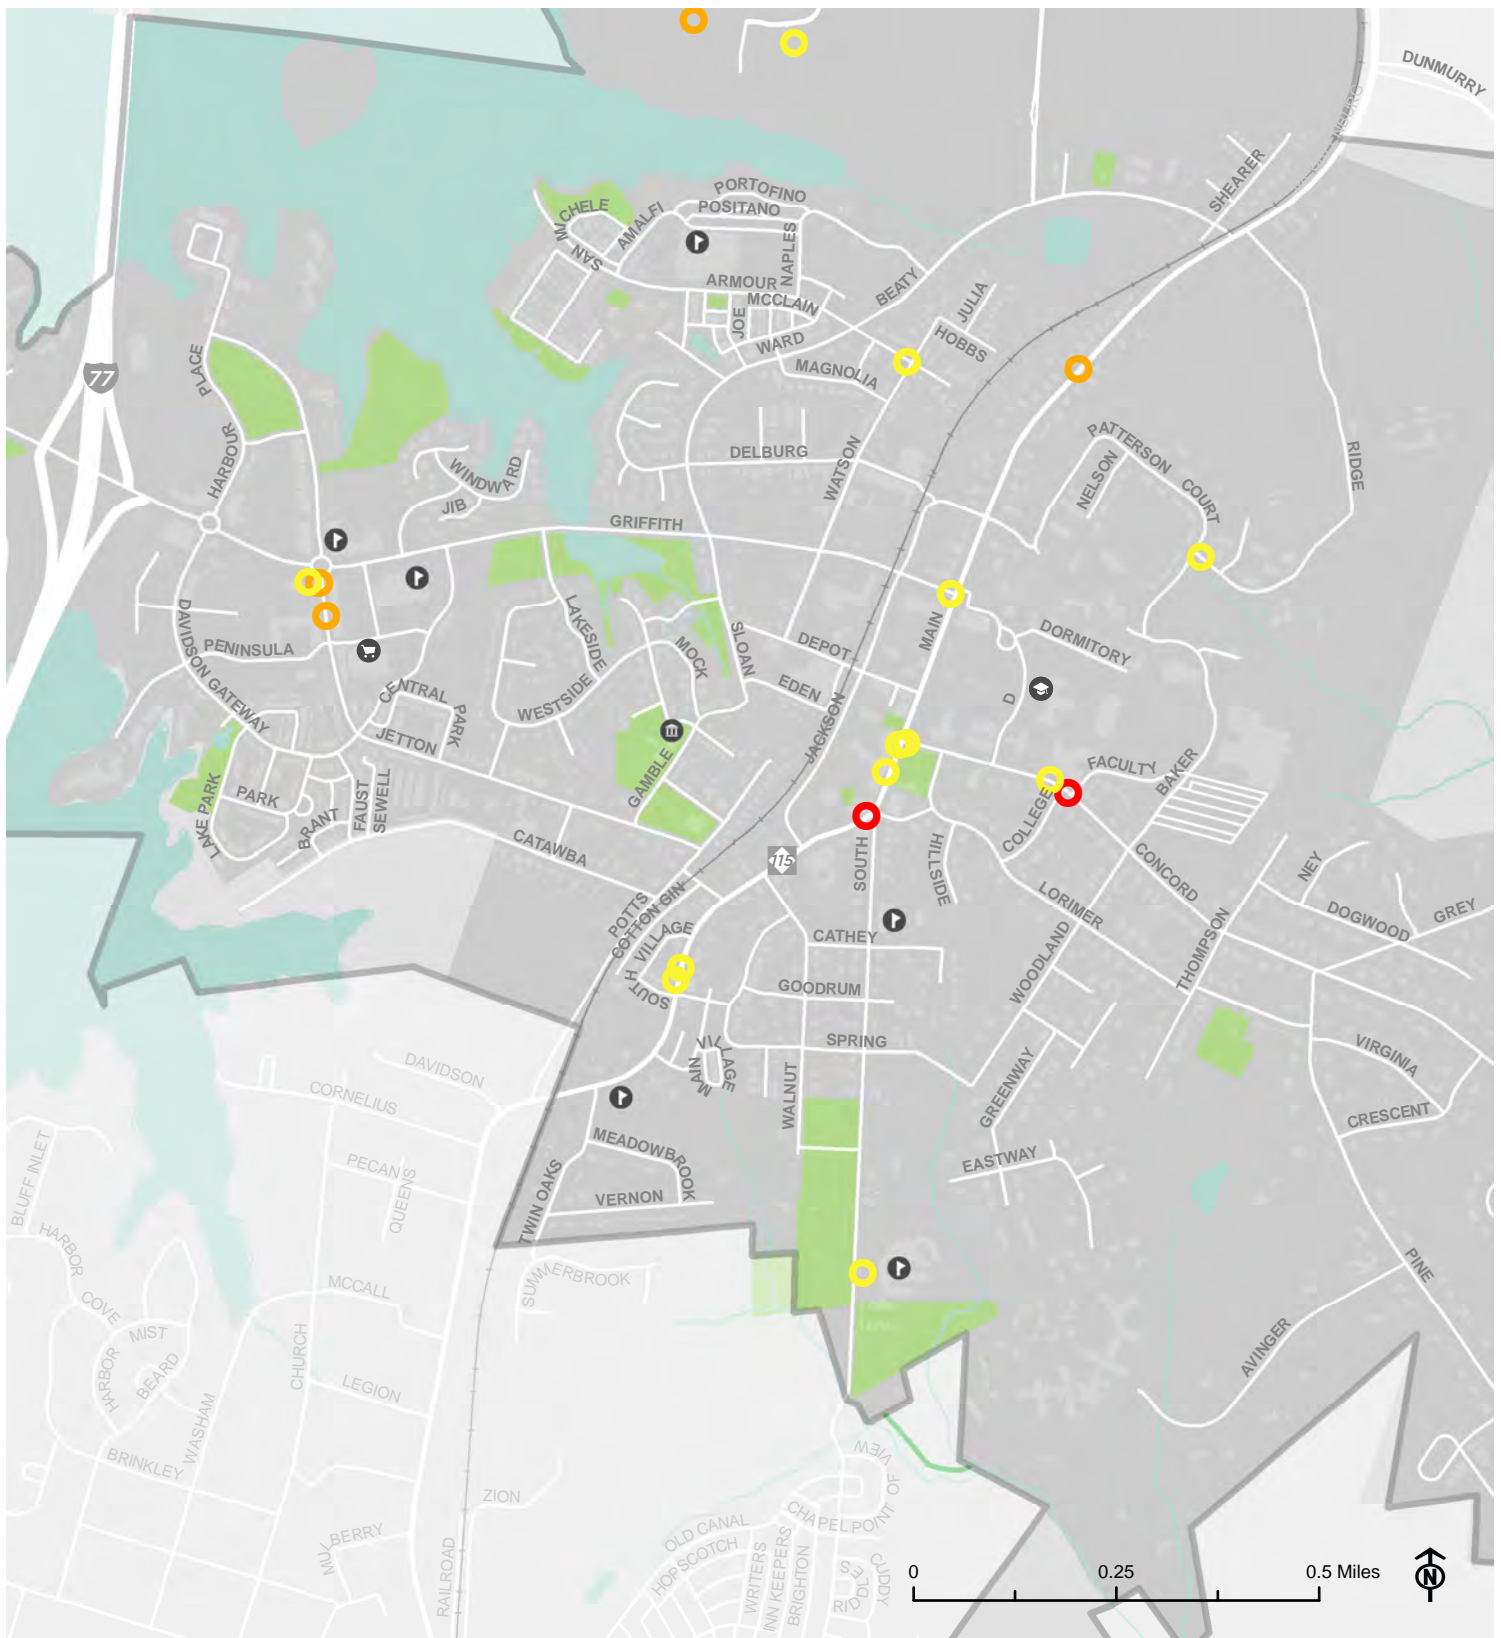 DUNMURRY
SHEARER
PORTOFINO
POSITANO
CHELE
MI
SAN
AMALFI
NAPLES
ARMOUR
MCCLAIN
JOE
WARD
BEATY
JULIA
HOBBS
MAGNOLIA
77
PLACE
HARBOUR
WINDWARD
JIB
DELBURG
WATSON
PATTERSON
NELSON
COURT
RIDGE
GRIFFITH
DAVIDSON GATEWAY
PENINSULA
LAKESIDE
WESTSIDE
MOCK
SLOAN
DEPOT
EDEN
MAIN
DORMITORY
D
CENTRAL
PARK
JETTON
GAMBLE
JACKSON
FACULTY
BAKER
LAKE PARK
PARK
BRANT
FAUST
SEWELL
CATAWBA
115
SOUTH
HILLSIDE
COLLEGE
CONCORD
LORIMER
NEY
DOGWOOD
GREY
POTTS
COTTON GIN
VILLAGE
SOUTH
CATHEY
GOODRUM
WOODLAND
THOMPSON
SPRING
VILLAGE
MAIN
WALNUT
GREENWAY
VIRGINIA
CRESCENT
EASTWAY
DAVIDSON
CORNELIUS
BLUFF INLET
PECAN
QUEENS
MEADOWBROOK
TWIN OAKS
VERNON
HARBOR
COVE
SUMMERBROOK
MCCALL
PINE
MIST
HARBOR
BEARD
CHURCH
AVINGER
LEGION
WASHAM
BRINKLEY
VIEW
ZION
OF
CHAPEL POINT
MULBERRY
RAILROAD
OLD CANAL
HOPSCOTCH
WRITERS
INN KEEPERS
BRIGHTON
CUDDY
0
0.25
0.5 Miles
N